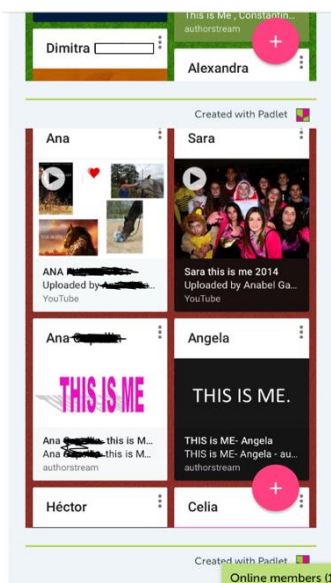 This is Me , Constantin...
authorstream
Dimitra
Alexandra
Created with Padlet
Ana
Sara
ANA
Uploaded by
YouTube
Sara this is me 2014
Uploaded by Anabel Ga...
YouTube
Ana
Angela
THIS IS ME
THIS IS ME.
Ana this is M...
Ana this is M...
authorstream
THIS is ME- Angela
THIS IS ME- Angela - au...
authorstream
Héctor
Celia
Created with Padlet
Online members (